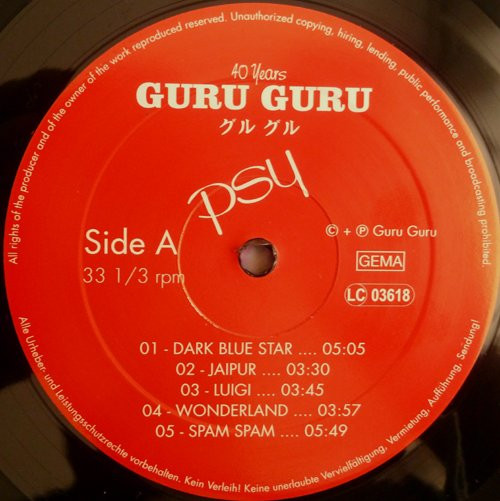 All rights of the producer and of the owner of the work reproduced reserved. Unauthorized copying, hiring, lending, public performance and broadcasting prohibited.
40 Years
GURU GURU
グル グル
psy
Side A
33 1/3 rpm
© + ℗ Guru Guru
GEMA
LC 03618
01 - DARK BLUE STAR .... 05:05
02 - JAIPUR .... 03:30
03 - LUIGI .... 03:45
04 - WONDERLAND .... 03:57
05 - SPAM SPAM .... 05:49
Alle Urheber- und Leistungsschutzrechte vorbehalten. Kein Verleih! Keine unerlaubte Vervielfältigung, Vermietung, Aufführung, Sendung!